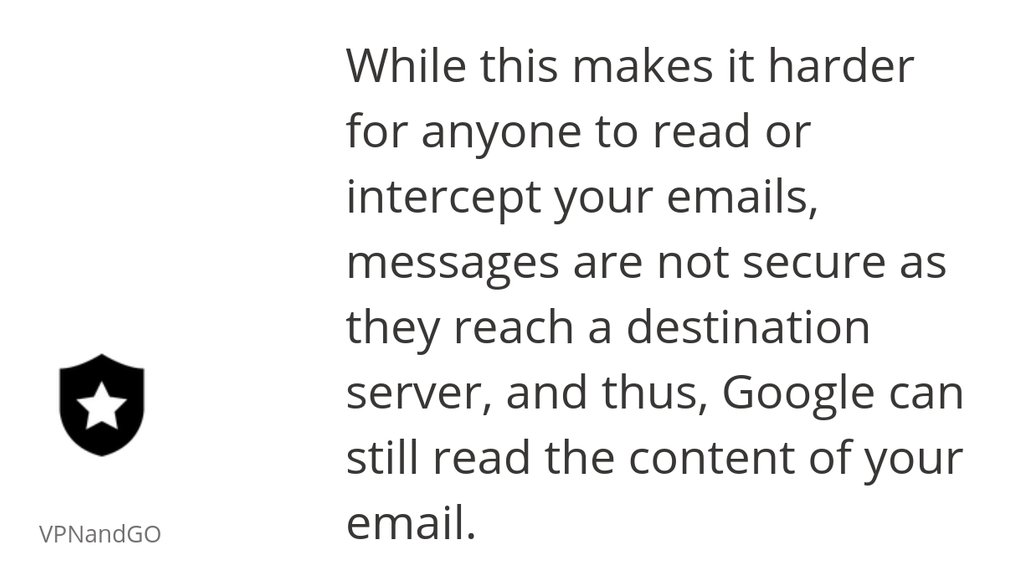 While this makes it harder
for anyone to read or
intercept your emails,
messages are not secure as
they reach a destination
server, and thus, Google can
still read the content of your
email.
VPNandGO